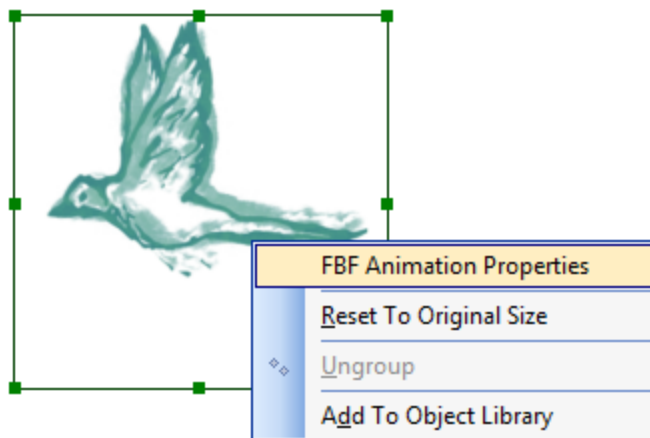 FBF Animation Properties
Reset To Original Size
Ungroup
Add To Object Library